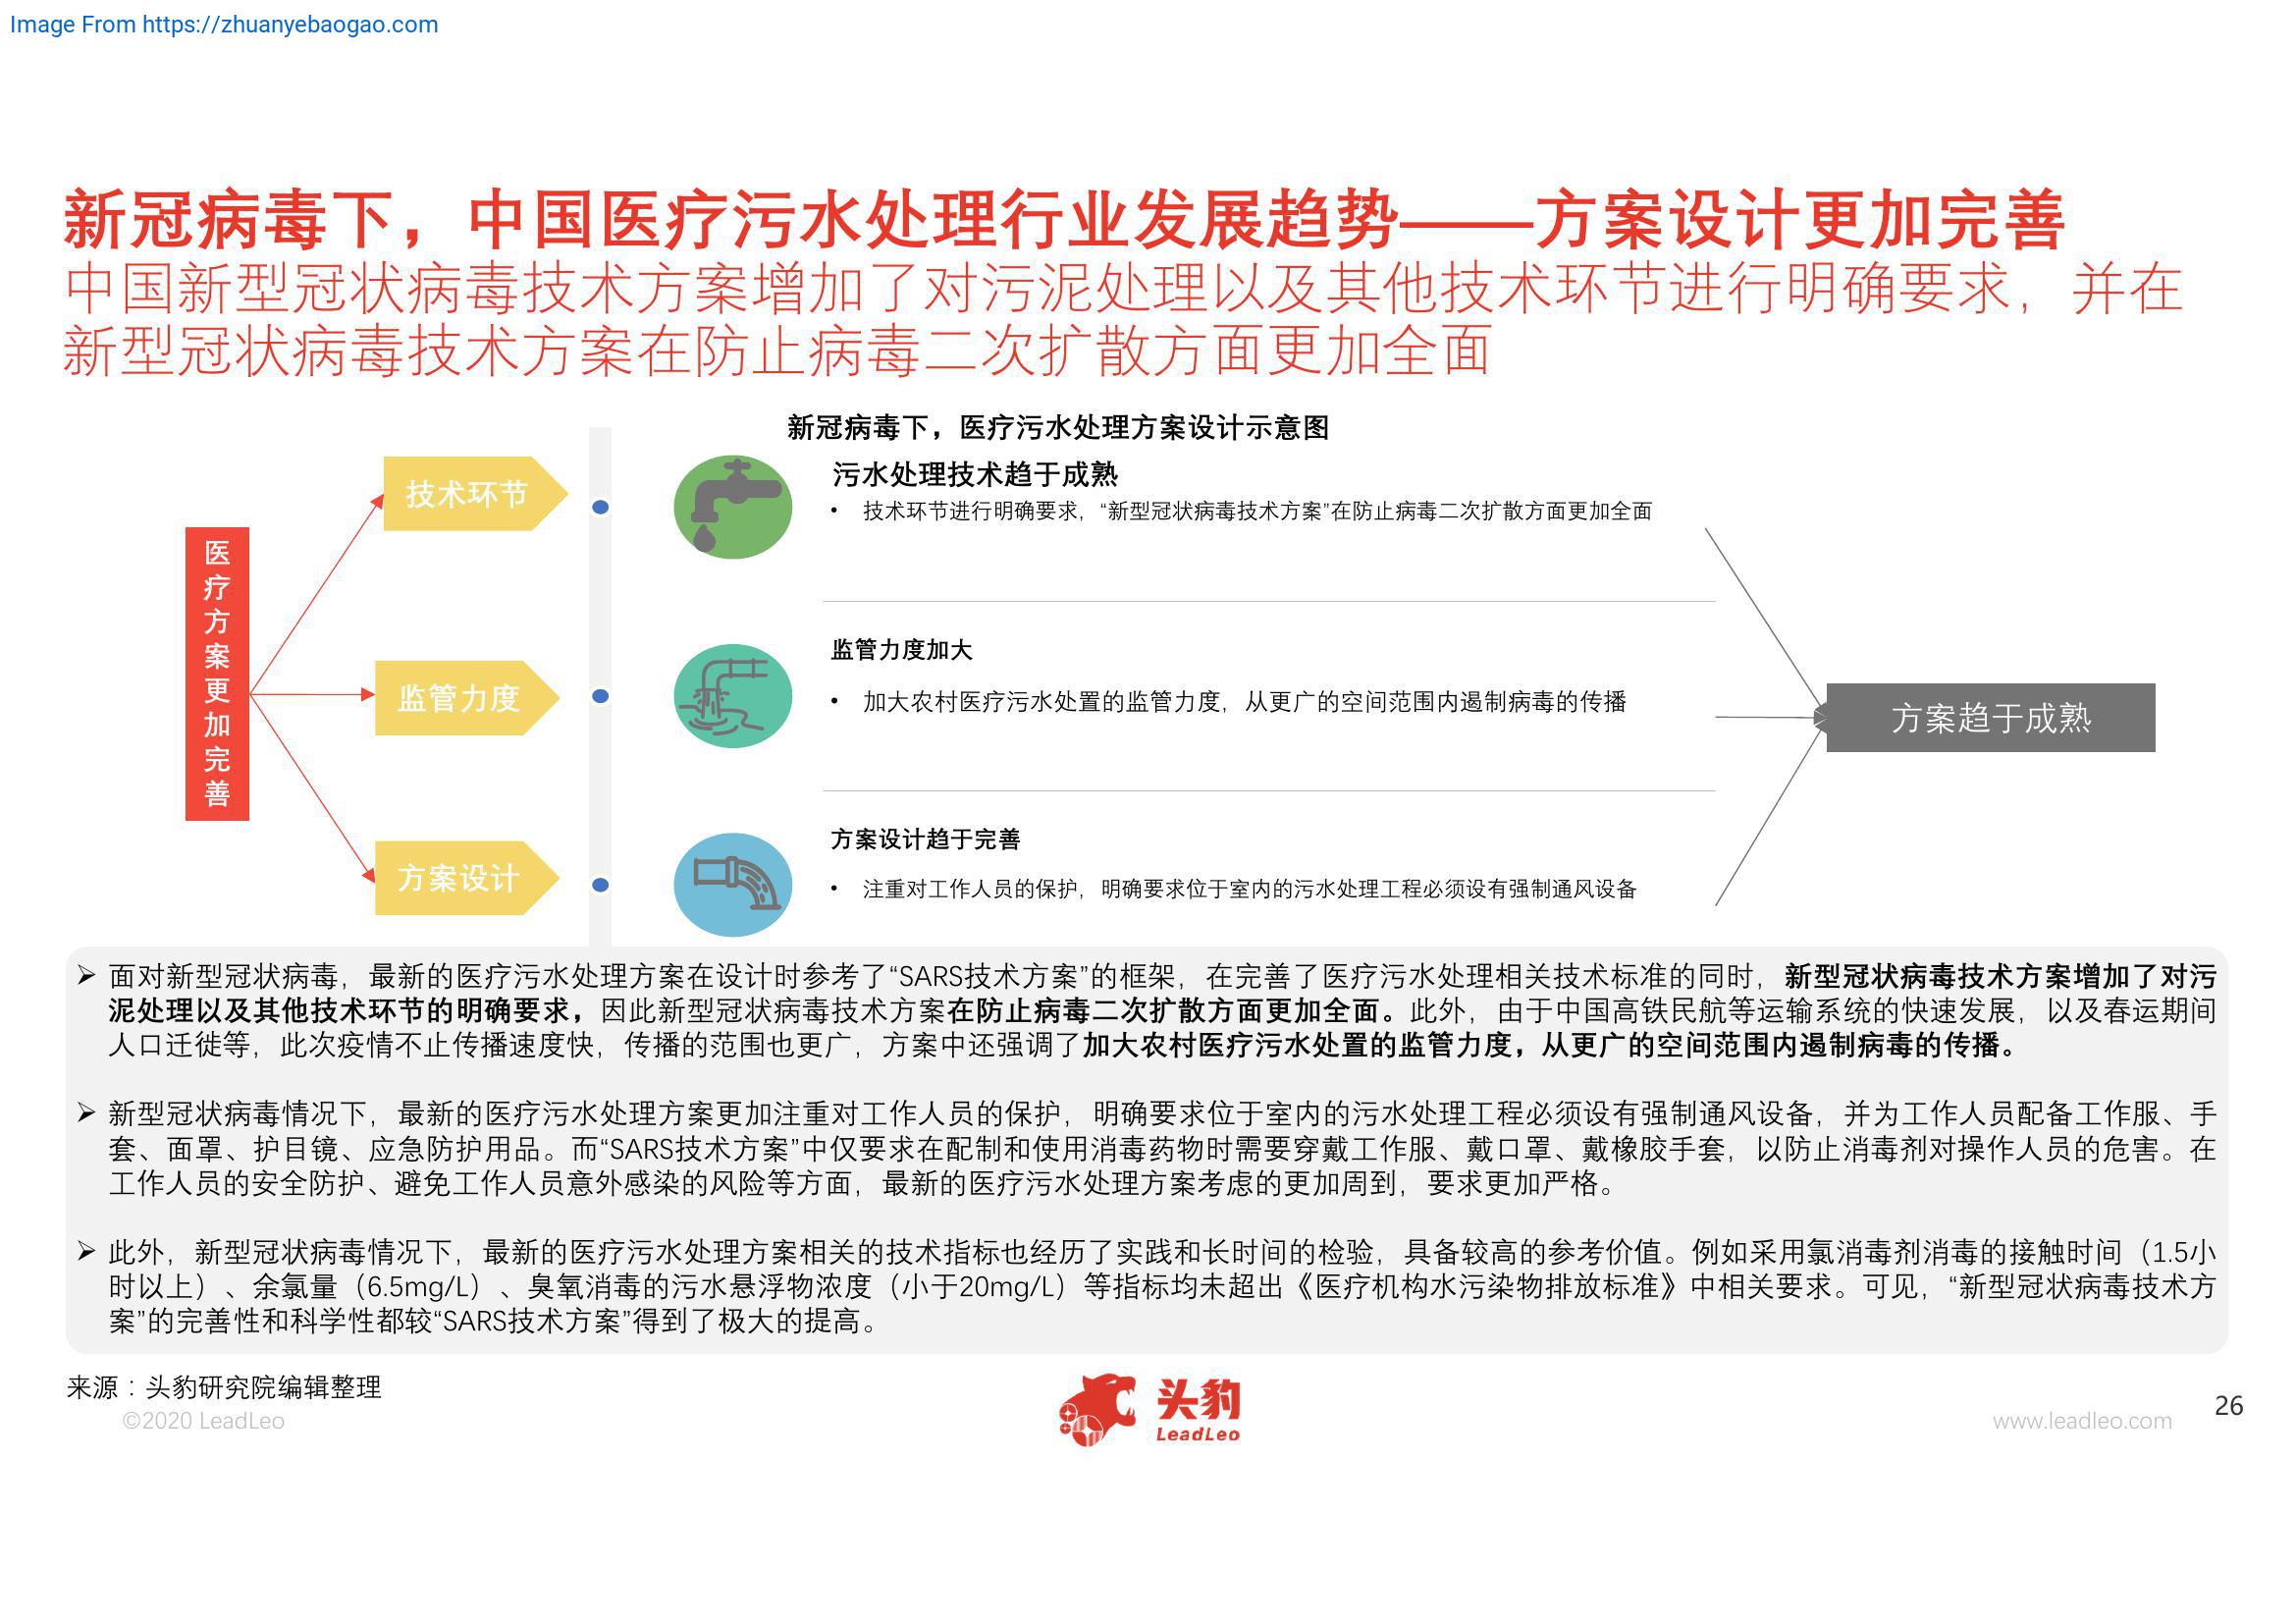 Image From https://zhuanyebaogao.com
新冠病毒下，中国医疗污水处理行业发展趋势——方案设计更加完善
中国新型冠状病毒技术方案增加了对污泥处理以及其他技术环节进行明确要求，并在
新型冠状病毒技术方案在防止病毒二次扩散方面更加全面
新冠病毒下，医疗污水处理方案设计示意图
医疗方案更加完善
技术环节
污水处理技术趋于成熟
• 技术环节进行明确要求，“新型冠状病毒技术方案”在防止病毒二次扩散方面更加全面
监管力度
监管力度加大
• 加大农村医疗污水处置的监管力度，从更广的空间范围内遏制病毒的传播
方案设计
方案设计趋于完善
• 注重对工作人员的保护，明确要求位于室内的污水处理工程必须设有强制通风设备
方案趋于成熟
➢ 面对新型冠状病毒，最新的医疗污水处理方案在设计时参考了“SARS技术方案”的框架，在完善了医疗污水处理相关技术标准的同时，新型冠状病毒技术方案增加了对污
泥处理以及其他技术环节的明确要求，因此新型冠状病毒技术方案在防止病毒二次扩散方面更加全面。此外，由于中国高铁民航等运输系统的快速发展，以及春运期间
人口迁徙等，此次疫情不止传播速度快，传播的范围也更广，方案中还强调了加大农村医疗污水处置的监管力度，从更广的空间范围内遏制病毒的传播。
➢ 新型冠状病毒情况下，最新的医疗污水处理方案更加注重对工作人员的保护，明确要求位于室内的污水处理工程必须设有强制通风设备，并为工作人员配备工作服、手
套、面罩、护目镜、应急防护用品。而“SARS技术方案”中仅要求在配制和使用消毒药物时需要穿戴工作服、戴口罩、戴橡胶手套，以防止消毒剂对操作人员的危害。在
工作人员的安全防护、避免工作人员意外感染的风险等方面，最新的医疗污水处理方案考虑的更加周到，要求更加严格。
➢ 此外，新型冠状病毒情况下，最新的医疗污水处理方案相关的技术指标也经历了实践和长时间的检验，具备较高的参考价值。例如采用氯消毒剂消毒的接触时间（1.5小
时以上）、余氯量（6.5mg/L）、臭氧消毒的污水悬浮物浓度（小于20mg/L）等指标均未超出《医疗机构水污染物排放标准》中相关要求。可见，“新型冠状病毒技术方
案”的完善性和科学性都较“SARS技术方案”得到了极大的提高。
来源：头豹研究院编辑整理
©2020 LeadLeo
头豹
LeadLeo
www.leadleo.com
26